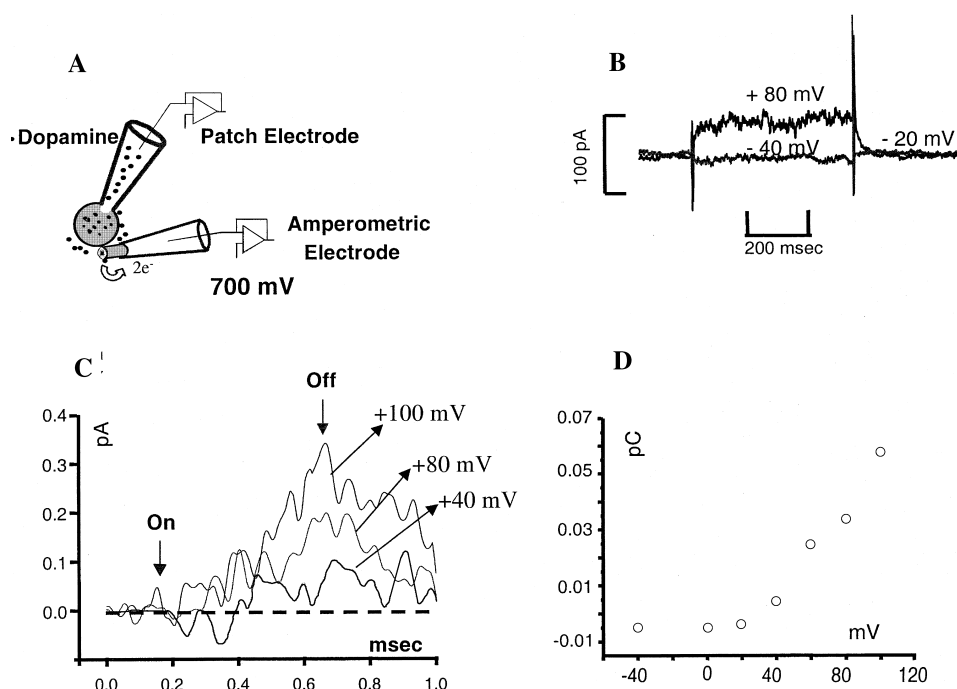 A
Dopamine
Patch Electrode
Amperometric
Electrode
2e-
700 mV
B
+ 80 mV
- 40 mV
- 20 mV
100 pA
200 msec
C
pA
0.4
0.3
0.2
0.1
0.0
On
Off
+100 mV
+80 mV
+40 mV
msec
0.0 0.2 0.4 0.6 0.8 1.0
D
pC
0.07
0.05
0.03
0.01
-0.01
mV
-40 0 40 80 120